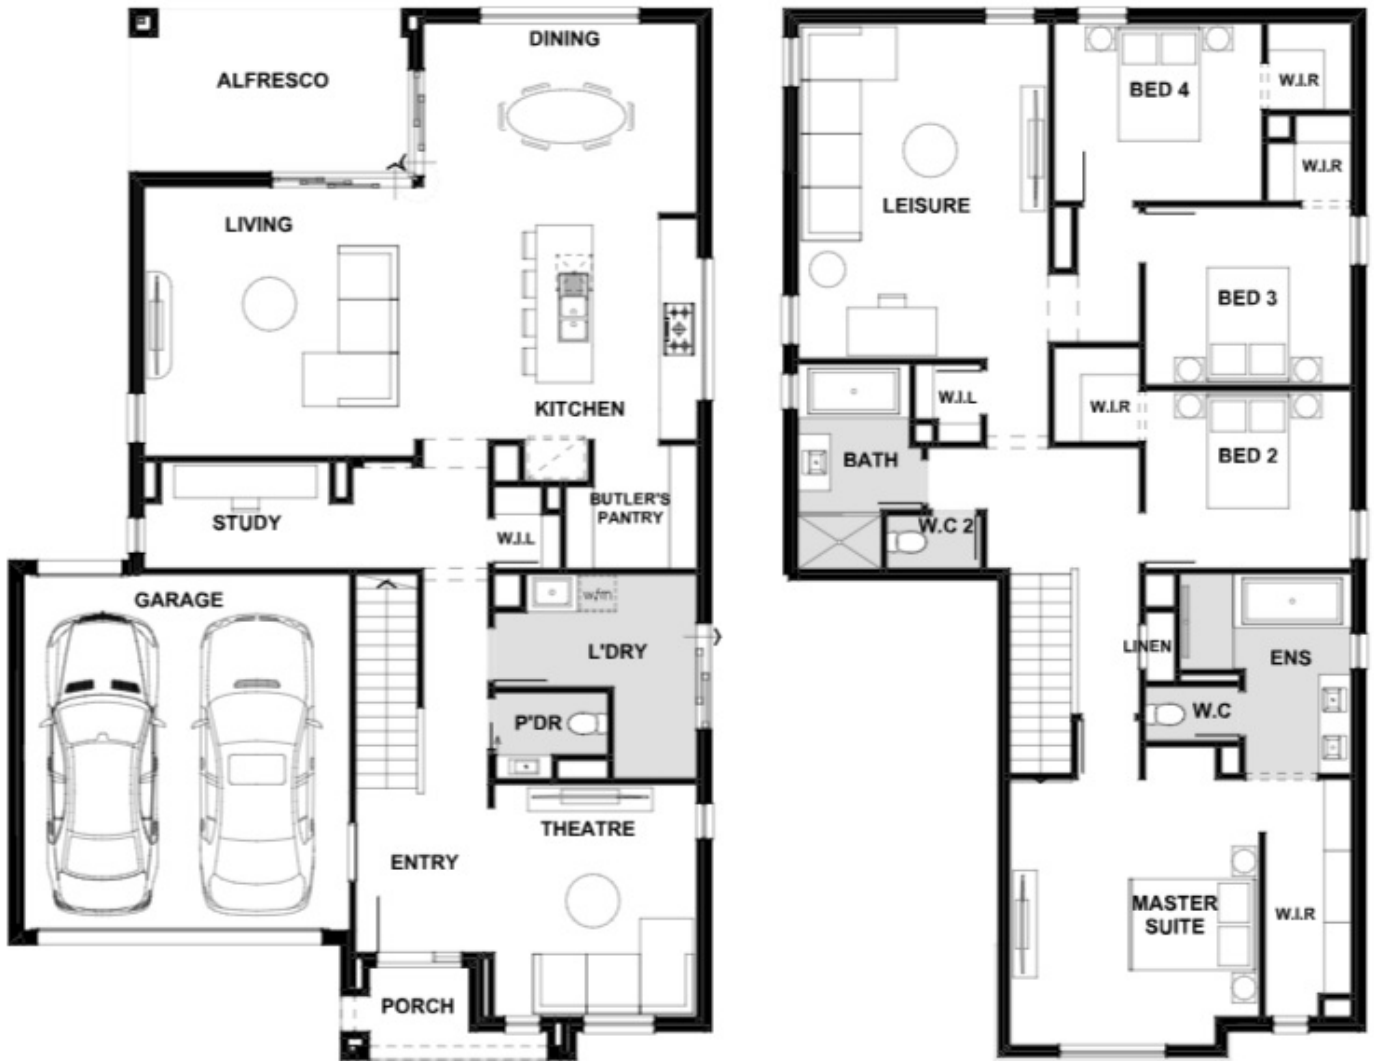 DINING
ALFRESCO
LIVING
KITCHEN
BUTLER'S
PANTRY
STUDY
W.I.L
GARAGE
w/m
L'DRY
P'DR
THEATRE
ENTRY
PORCH
BED 4
W.I.R
W.I.R
LEISURE
BED 3
W.I.L
W.I.R
BATH
BED 2
W.C 2
LINEN
ENS
W.C
MASTER
SUITE
W.I.R